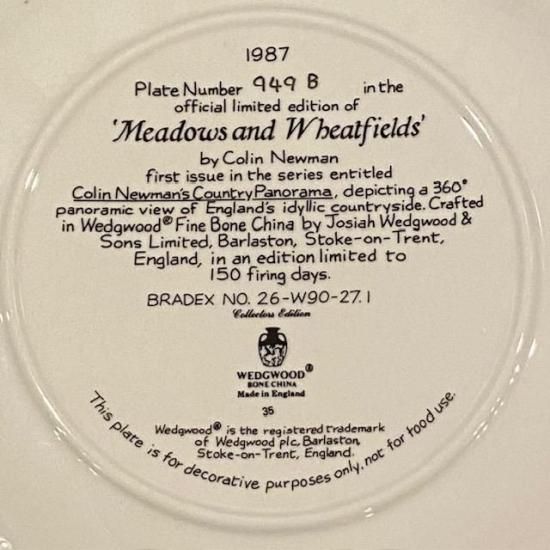 1987
Plate Number 949 B in the
official limited edition of
'Meadows and Wheatfields'
by Colin Newman
first issue in the series entitled
Colin Newman's Country Panorama, depicting a 360°
panoramic view of England's idyllic countryside. Crafted
in Wedgwood® Fine Bone China by Josiah Wedgwood &
Sons Limited, Barlaston, Stoke-on-Trent,
England, in an edition limited to
150 firing days.
BRADEX NO. 26-W90-27.1
Collectors Edition
WEDGWOOD®
BONE CHINA
Made in England
36
Wedgwood® is the registered trademark
of Wedgwood plc, Barlaston,
Stoke-on-Trent, England.
This plate is for decorative purposes only, not for food use.